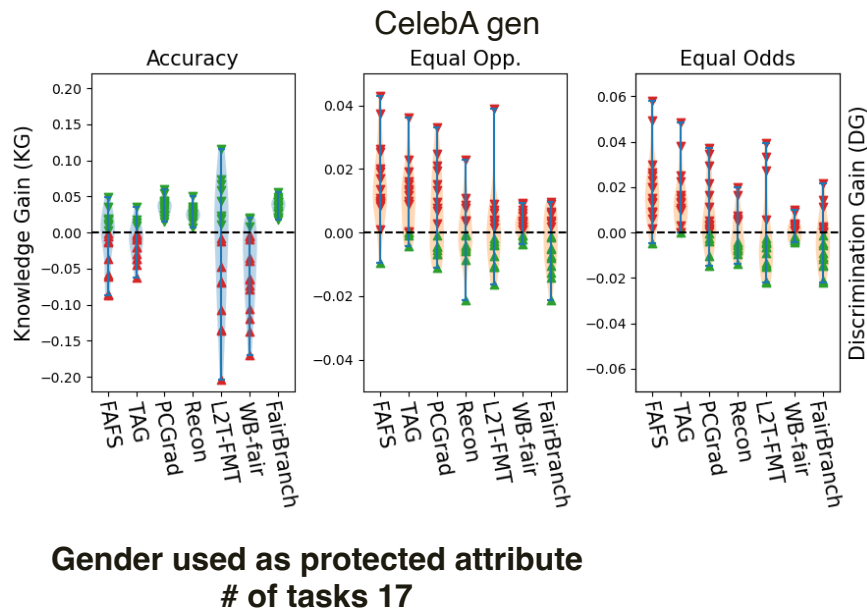 CelebA gen
Accuracy
Equal Opp.
Equal Odds
Knowledge Gain (KG)
0.20
0.15
0.10
0.05
0.00
−0.05
−0.10
−0.15
−0.20
FAFS
TAG
PCGrad
Recon
L2T-FMT
WB-fair
FairBranch
0.04
0.02
0.00
−0.02
−0.04
FAFS
TAG
PCGrad
Recon
L2T-FMT
WB-fair
FairBranch
0.06
0.04
0.02
0.00
−0.02
−0.04
−0.06
FAFS
TAG
PCGrad
Recon
L2T-FMT
WB-fair
FairBranch
Discrimination Gain (DG)
Gender used as protected attribute
# of tasks 17